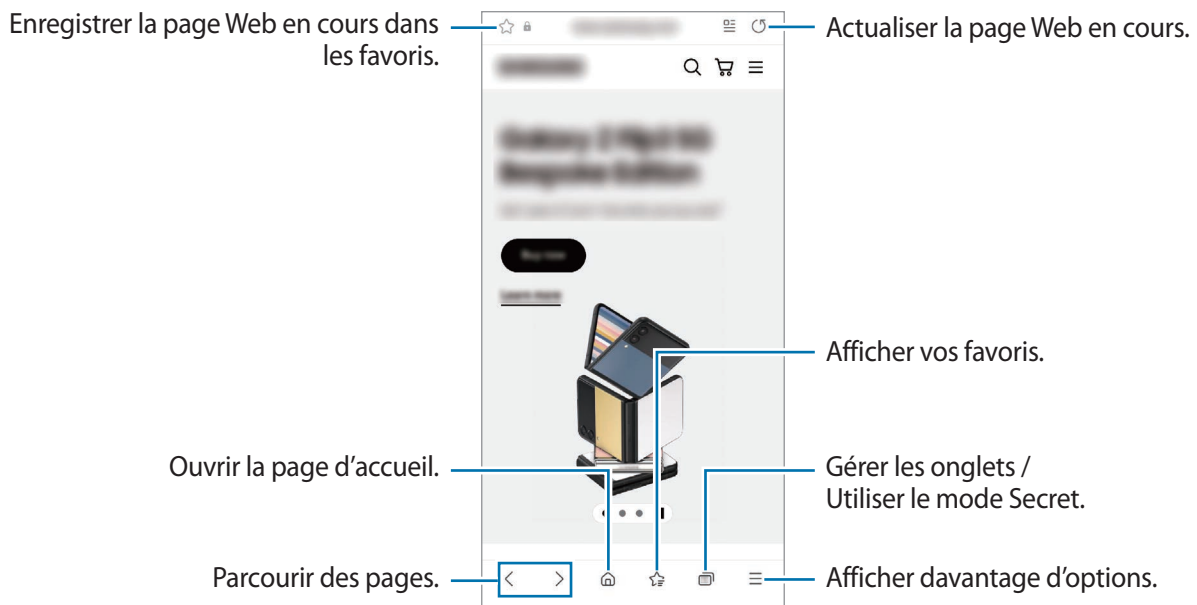 Enregistrer la page Web en cours dans
les favoris.
Actualiser la page Web en cours.
Afficher vos favoris.
Ouvrir la page d’accueil.
Gérer les onglets /
Utiliser le mode Secret.
Parcourir des pages.
Afficher davantage d’options.